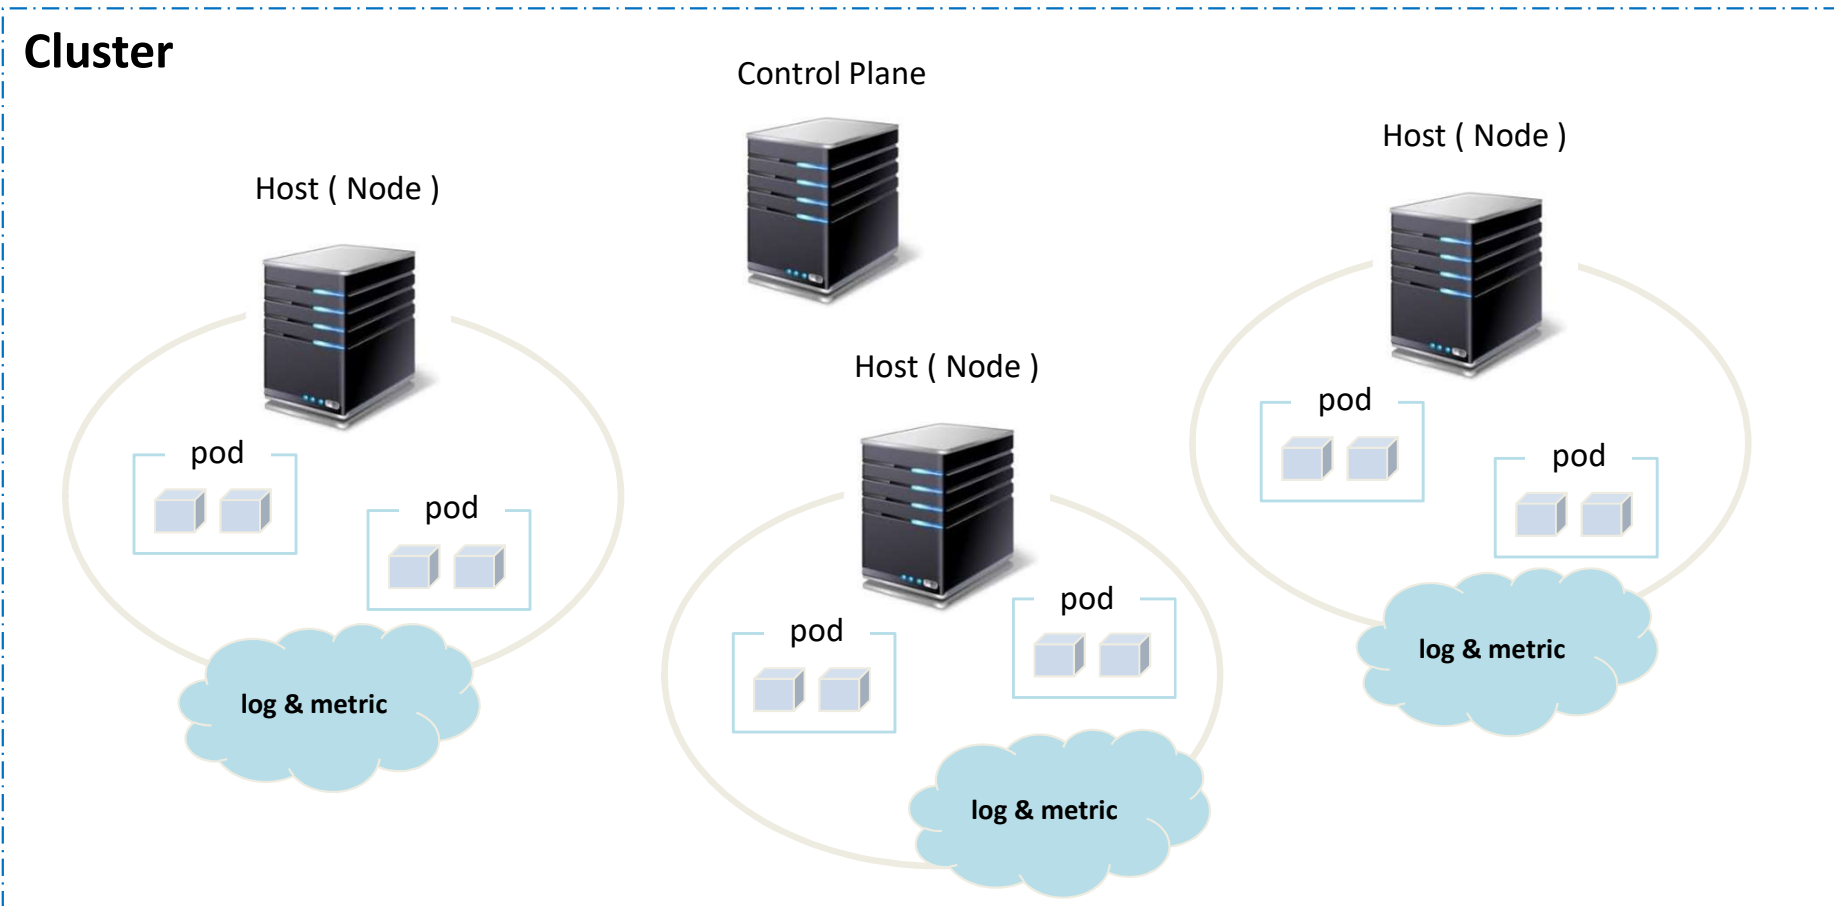 Cluster
Control Plane
Host ( Node )
Host ( Node )
Host ( Node )
pod
pod
log & metric
pod
pod
log & metric
pod
pod
log & metric